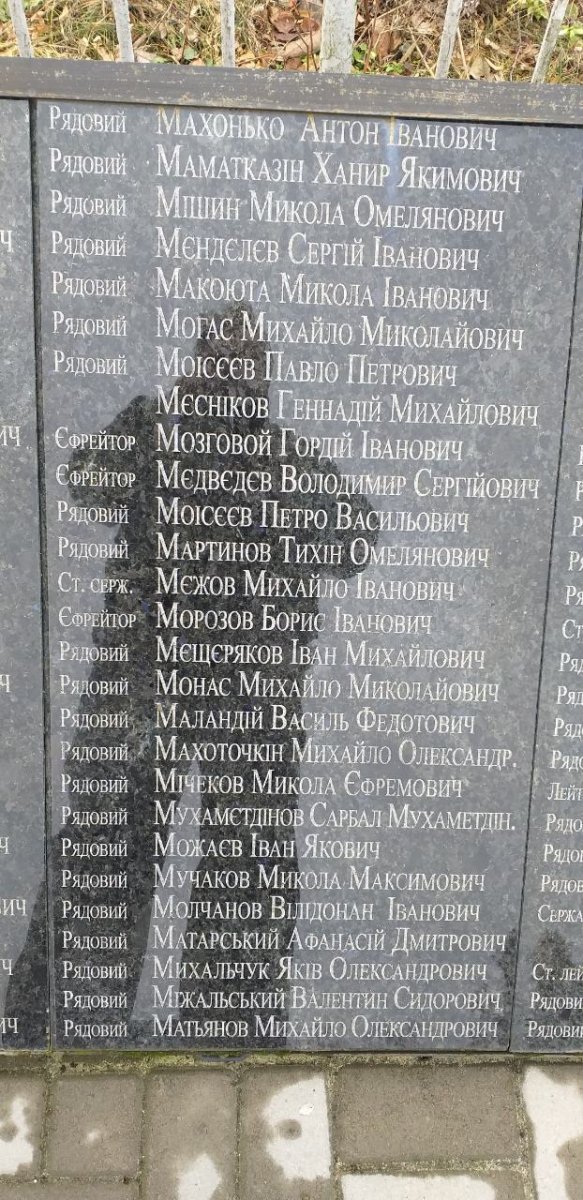 Рядовий Махонько Антон Іванович
Рядовий Маматказін Ханир Якимович
Рядовий Мішин Микола Омелянович
Рядовий Мєндєлєв Сергій Іванович
Рядовий Макоюта Микола Іванович
Рядовий Могас Михайло Миколайович
Рядовий Моісєєв Павло Петрович
Мєсніков Геннадій Михайлович
Єфрейтор Мозговой Гордій Іванович
Єфрейтор Мєдвєдєв Володимир Сергійович
Рядовий Моісєєв Петро Васильович
Рядовий Мартинов Тихін Омелянович
Ст. серж. Мєжов Михайло Іванович
Єфрейтор Морозов Борис Іванович
Рядовий Мєщєряков Іван Михайлович
Рядовий Монас Михайло Миколайович
Рядовий Маландій Василь Федотович
Рядовий Махоточкін Михайло Олександр.
Рядовий Мічеков Микола Єфремович
Рядовий Мухамєтдінов Сарбал Мухаметдін.
Рядовий Можаєв Іван Якович
Рядовий Мучаков Микола Максимович
Рядовий Молчанов Вілідонан Іванович
Рядовий Матарський Афанасій Дмитрович
Рядовий Михальчук Яків Олександрович
Рядовий Міжальський Валентин Сидорович
Рядовий Матьянов Михайло Олександрович